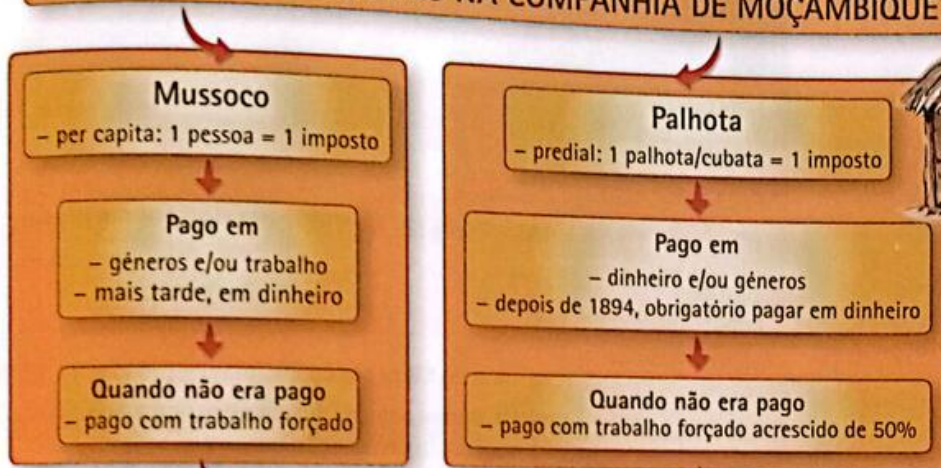 NA COMPANHIA DE MOÇAMBIQUE
Mussoco
– per capita: 1 pessoa = 1 imposto
Pago em
– géneros e/ou trabalho
– mais tarde, em dinheiro
Quando não era pago
– pago com trabalho forçado
Palhota
– predial: 1 palhota/cubata = 1 imposto
Pago em
– dinheiro e/ou géneros
– depois de 1894, obrigatório pagar em dinheiro
Quando não era pago
– pago com trabalho forçado acrescido de 50%